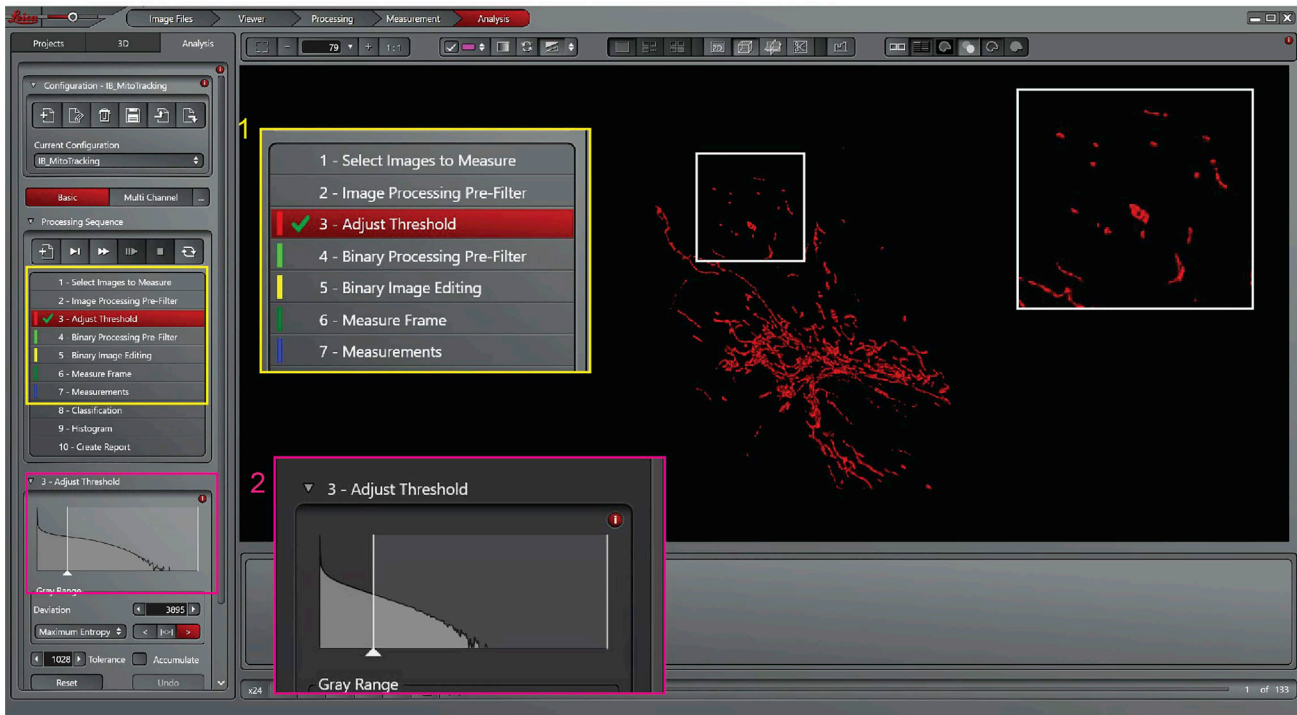 Leica
Image Files
Viewer
Processing
Measurement
Analysis
Projects
3D
Analysis
79
1:1
2D
Configuration - IB_MitoTracking
Current Configuration
IB_MitoTracking
Basic
Multi Channel
...
Processing Sequence
1 - Select Images to Measure
2 - Image Processing Pre-Filter
3 - Adjust Threshold
4 - Binary Processing Pre-Filter
5 - Binary Image Editing
6 - Measure Frame
7 - Measurements
8 - Classification
9 - Histogram
10 - Create Report
3 - Adjust Threshold
Gray Range
Deviation
3895
Maximum Entropy
< |<>| >
1028
Tolerance
Accumulate
Reset
Undo
1
1 - Select Images to Measure
2 - Image Processing Pre-Filter
3 - Adjust Threshold
4 - Binary Processing Pre-Filter
5 - Binary Image Editing
6 - Measure Frame
7 - Measurements
2
3 - Adjust Threshold
Gray Range
x24
1 of 133